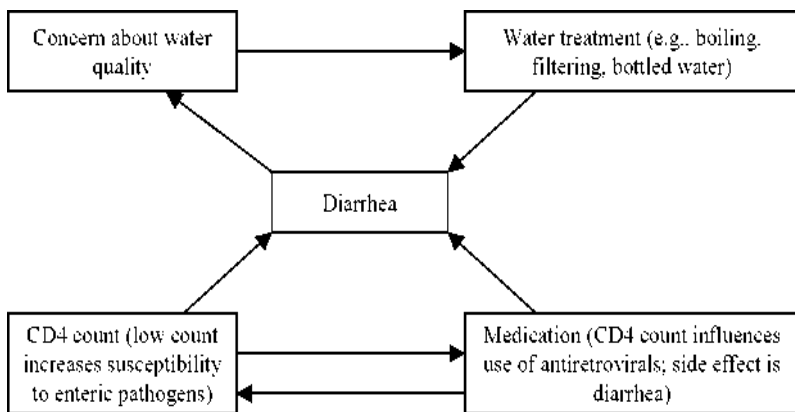 Concern about water
quality
Water treatment (e.g.. boiling.
filtering, bottled water)
Diarrhea
CD4 count (low count
increases susceptibility
to enteric pathogens)
Medication (CD4 count influences
use of antiretrovirals; side effect is
diarrhea)